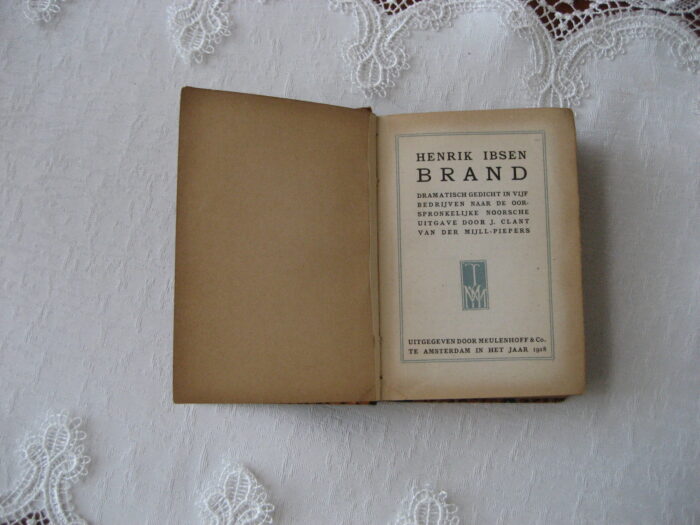 HENRIK IBSEN
BRAND
DRAMATISCH GEDICHT IN VIJF
BEDRIJVEN NAAR DE OOR-
SPRONKELIJKE NOORSCHE
UITGAVE DOOR J. CLANT
VAN DER MIJLL-PIEPERS
UITGEGEVEN DOOR MEULENHOFF & Co.
TE AMSTERDAM IN HET JAAR 1928